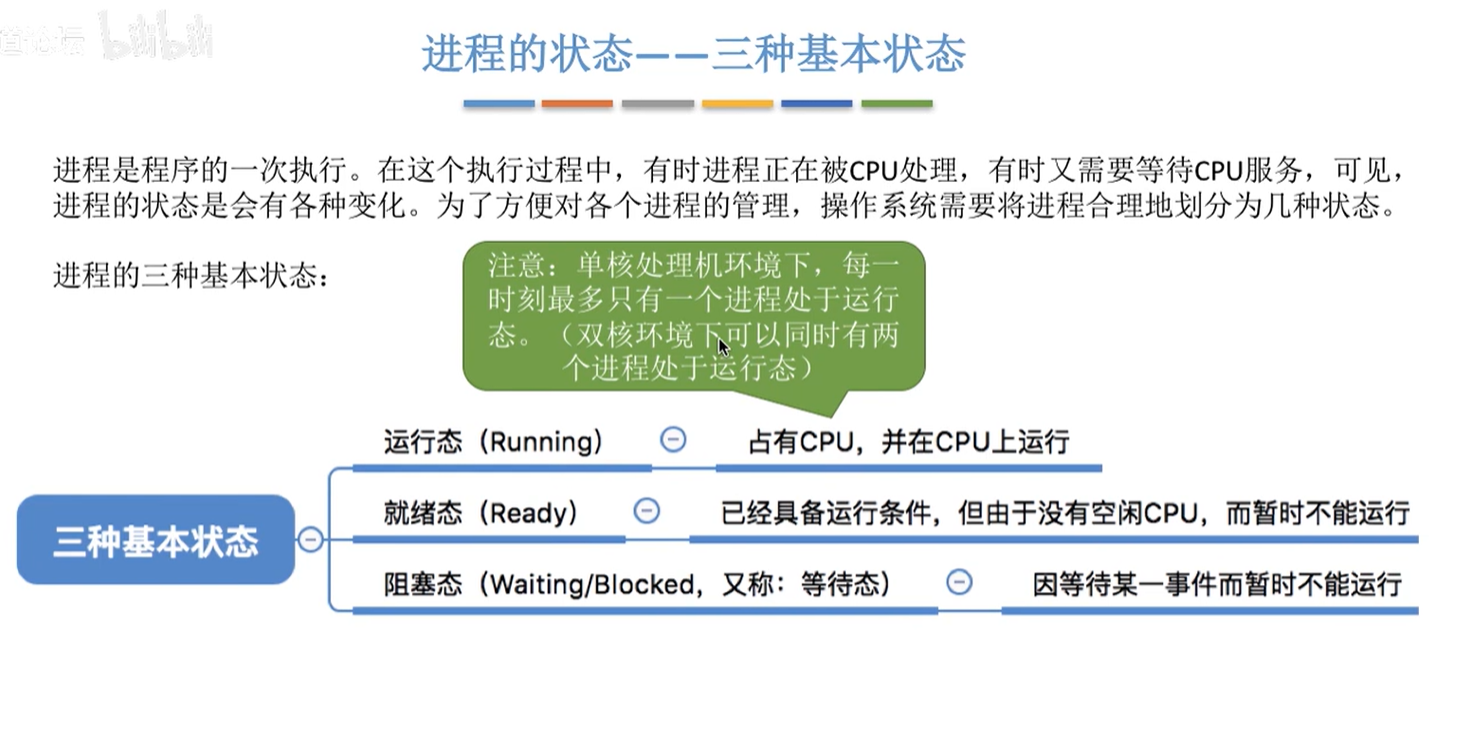 bilibili
进程的状态——三种基本状态
进程是程序的一次执行。在这个执行过程中，有时进程正在被CPU处理，有时又需要等待CPU服务，可见，
进程的状态是会有各种变化。为了方便对各个进程的管理，操作系统需要将进程合理地划分为几种状态。
进程的三种基本状态：
注意：单核处理机环境下，每一
时刻最多只有一个进程处于运行
态。（双核环境下可以同时有两
个进程处于运行态）
运行态（Running） 占有CPU，并在CPU上运行
三种基本状态
就绪态（Ready） 已经具备运行条件，但由于没有空闲CPU，而暂时不能运行
阻塞态（Waiting/Blocked，又称：等待态） 因等待某一事件而暂时不能运行